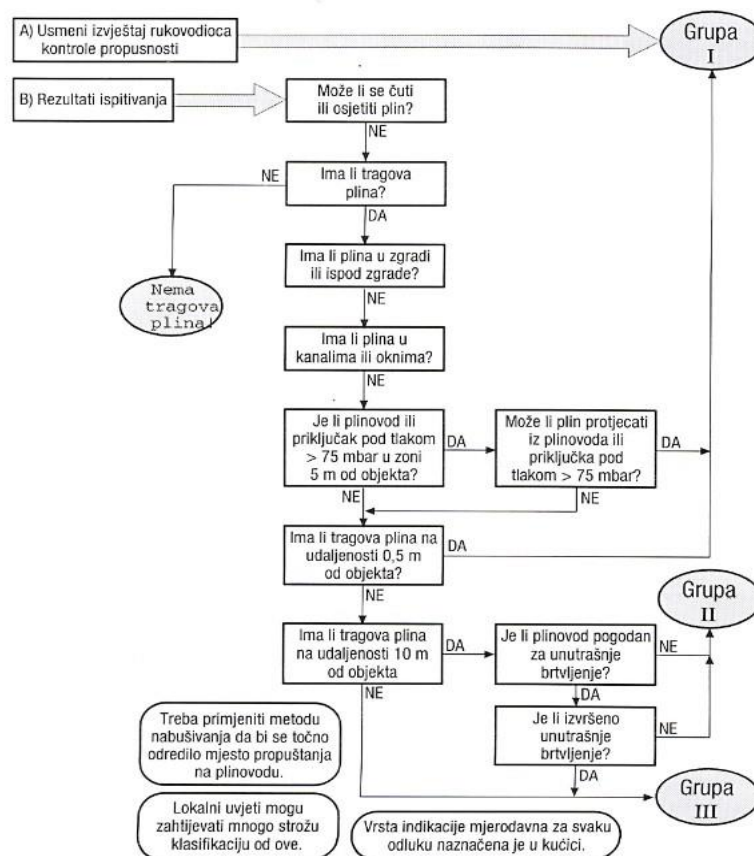 A) Usmeni izvještaj rukovodioca
kontrole propusnosti
Grupa
I
B) Rezultati ispitivanja
Može li se čuti
ili osjetiti plin?
NE
Ima li tragova
plina?
NE
DA
Nema
tragova
plina!
Ima li plina u zgradi
ili ispod zgrade?
NE
Ima li plina u
kanalima ili oknima?
NE
Je li plinovod ili
priključak pod tlakom
> 75 mbar u zoni
5 m od objekta?
DA
NE
Može li plin protjecati
iz plinovoda ili
priključka pod
tlakom > 75 mbar?
DA
NE
Ima li tragova plina na
udaljenosti 0,5 m
od objekta?
DA
NE
Ima li tragova plina
na udaljenosti 10 m
od objekta
DA
NE
Je li plinovod pogodan
za unutrašnje
brtvljenje?
NE
DA
Grupa
II
Je li izvršeno
unutrašnje
brtvljenje?
NE
DA
Grupa
III
Treba primjeniti metodu
nabušivanja da bi se točno
odredilo mjesto propuštanja
na plinovodu.
Lokalni uvjeti mogu
zahtijevati mnogo strožu
klasifikaciju od ove.
Vrsta indikacije mjerodavna za svaku
odluku naznačena je u kućici.